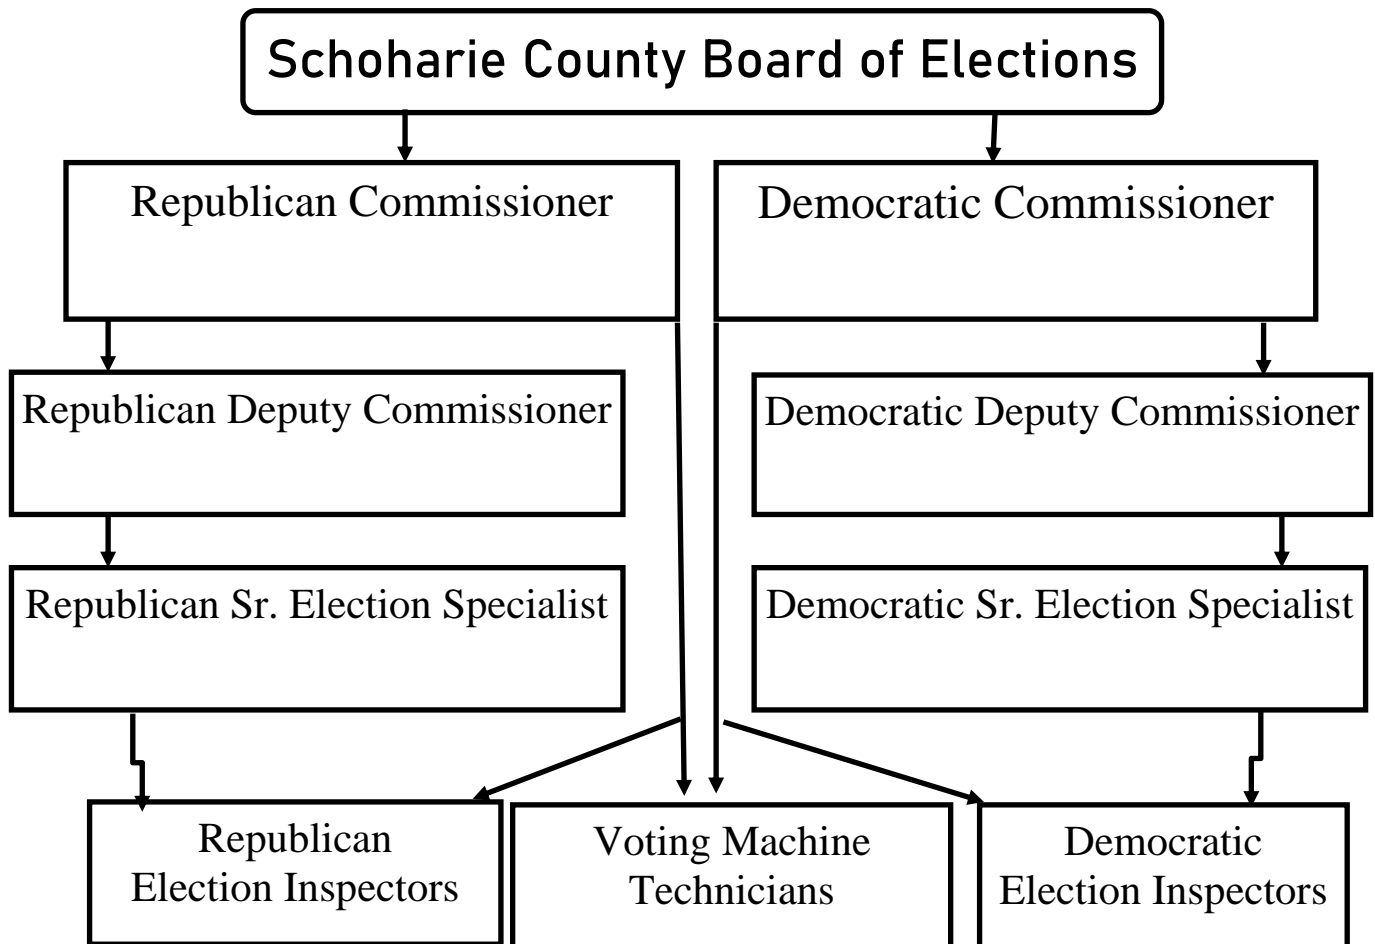 Schoharie County Board of Elections
Republican Commissioner
Democratic Commissioner
Republican Deputy Commissioner
Democratic Deputy Commissioner
Republican Sr. Election Specialist
Democratic Sr. Election Specialist
Republican
Election Inspectors
Voting Machine
Technicians
Democratic
Election Inspectors